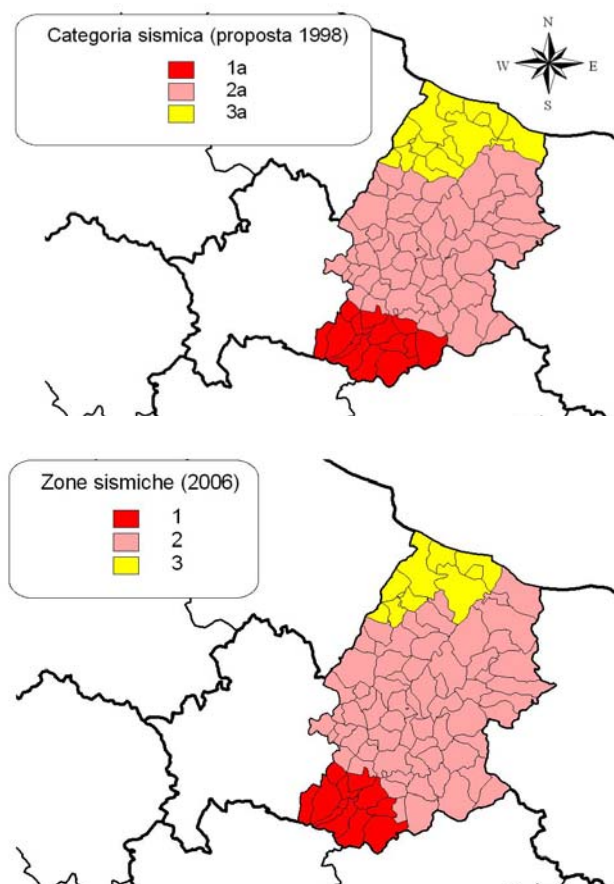 Categoria sismica (proposta 1998)
1a
2a
3a
N
W E
S
Zone sismiche (2006)
1
2
3